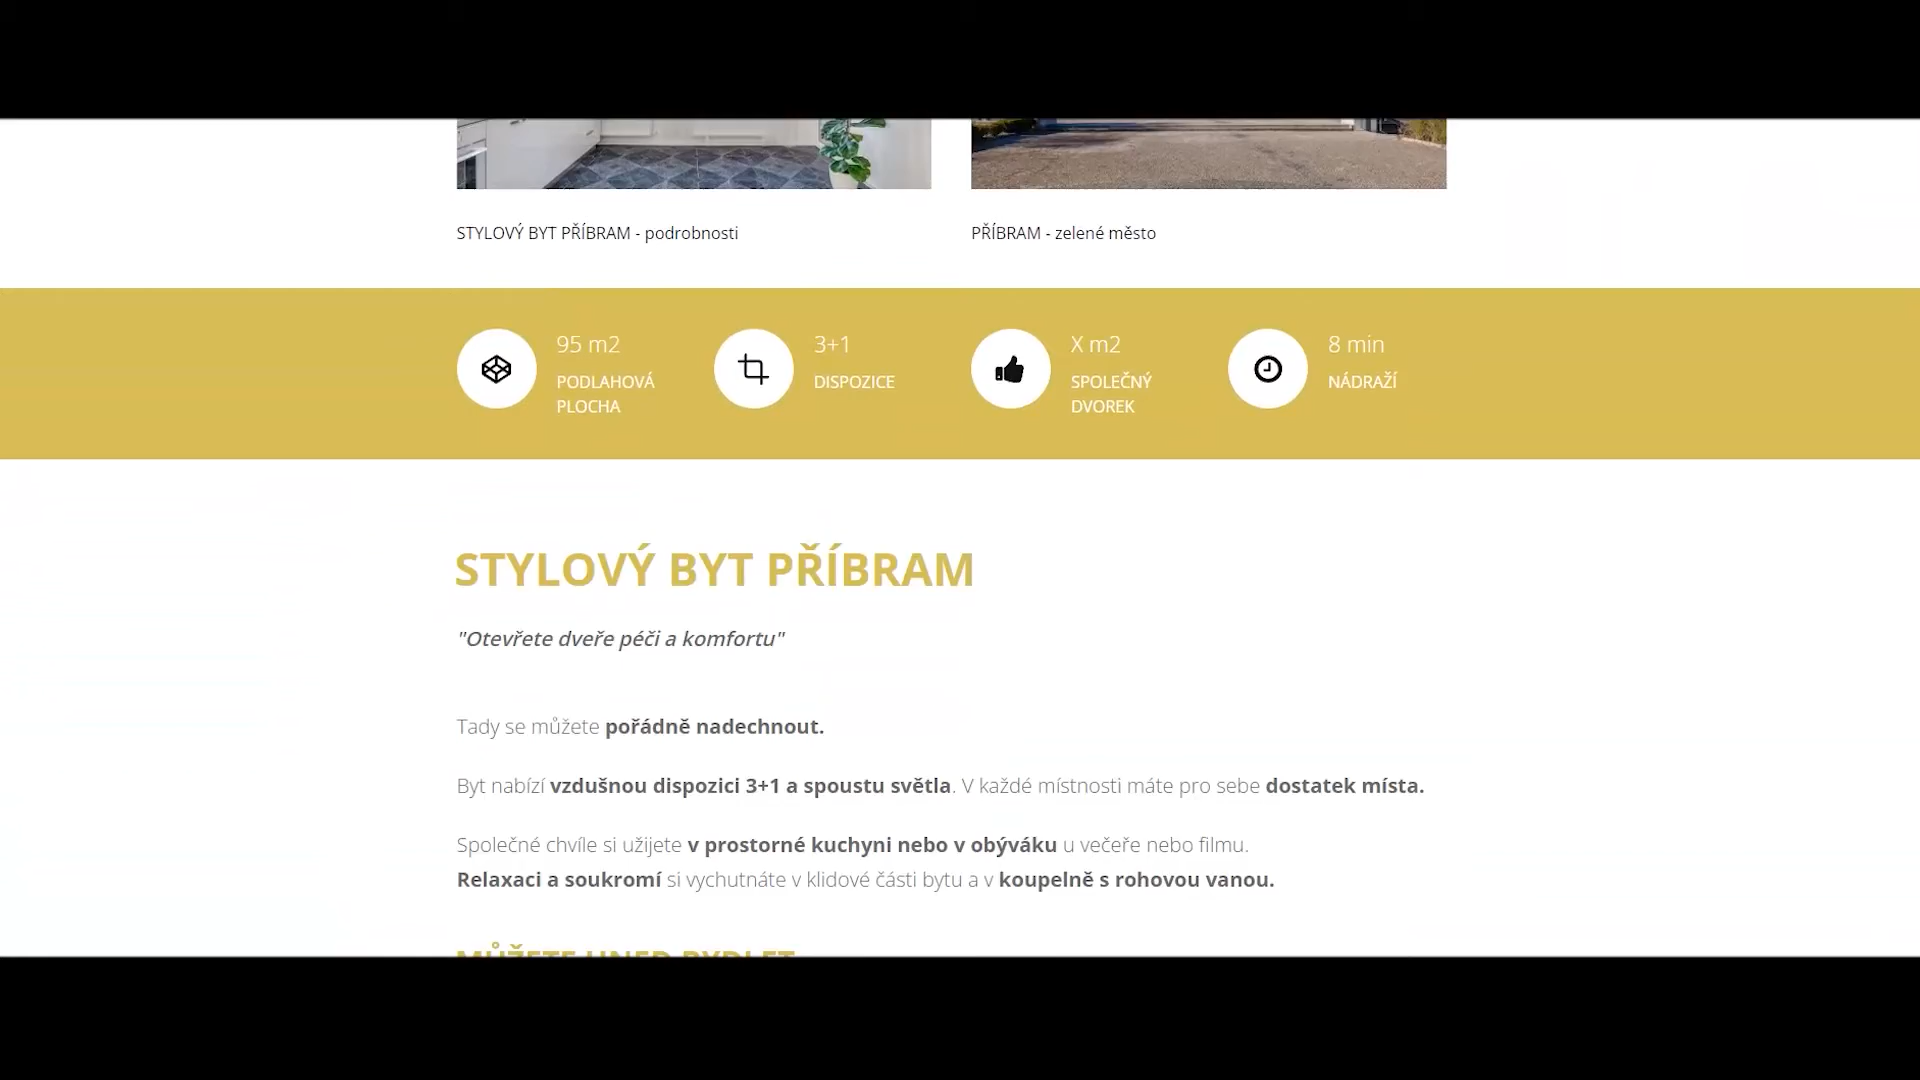 STYLOVÝ BYT PŘÍBRAM - podrobnosti
PŘÍBRAM - zelené město
95 m2
PODLAHOVÁ
PLOCHA
3+1
DISPOZICE
X m2
SPOLEČNÝ
DVOREK
8 min
NÁDRAŽÍ
STYLOVÝ BYT PŘÍBRAM
"Otevřete dveře péči a komfortu"
Tady se můžete pořádně nadechnout.
Byt nabízí vzdušnou dispozici 3+1 a spoustu světla. V každé místnosti máte pro sebe dostatek místa.
Společné chvíle si užijete v prostorné kuchyni nebo v obýváku u večeře nebo filmu.
Relaxaci a soukromí si vychutnáte v klidové části bytu a v koupelně s rohovou vanou.
MŮŽETE HNED BYDLET